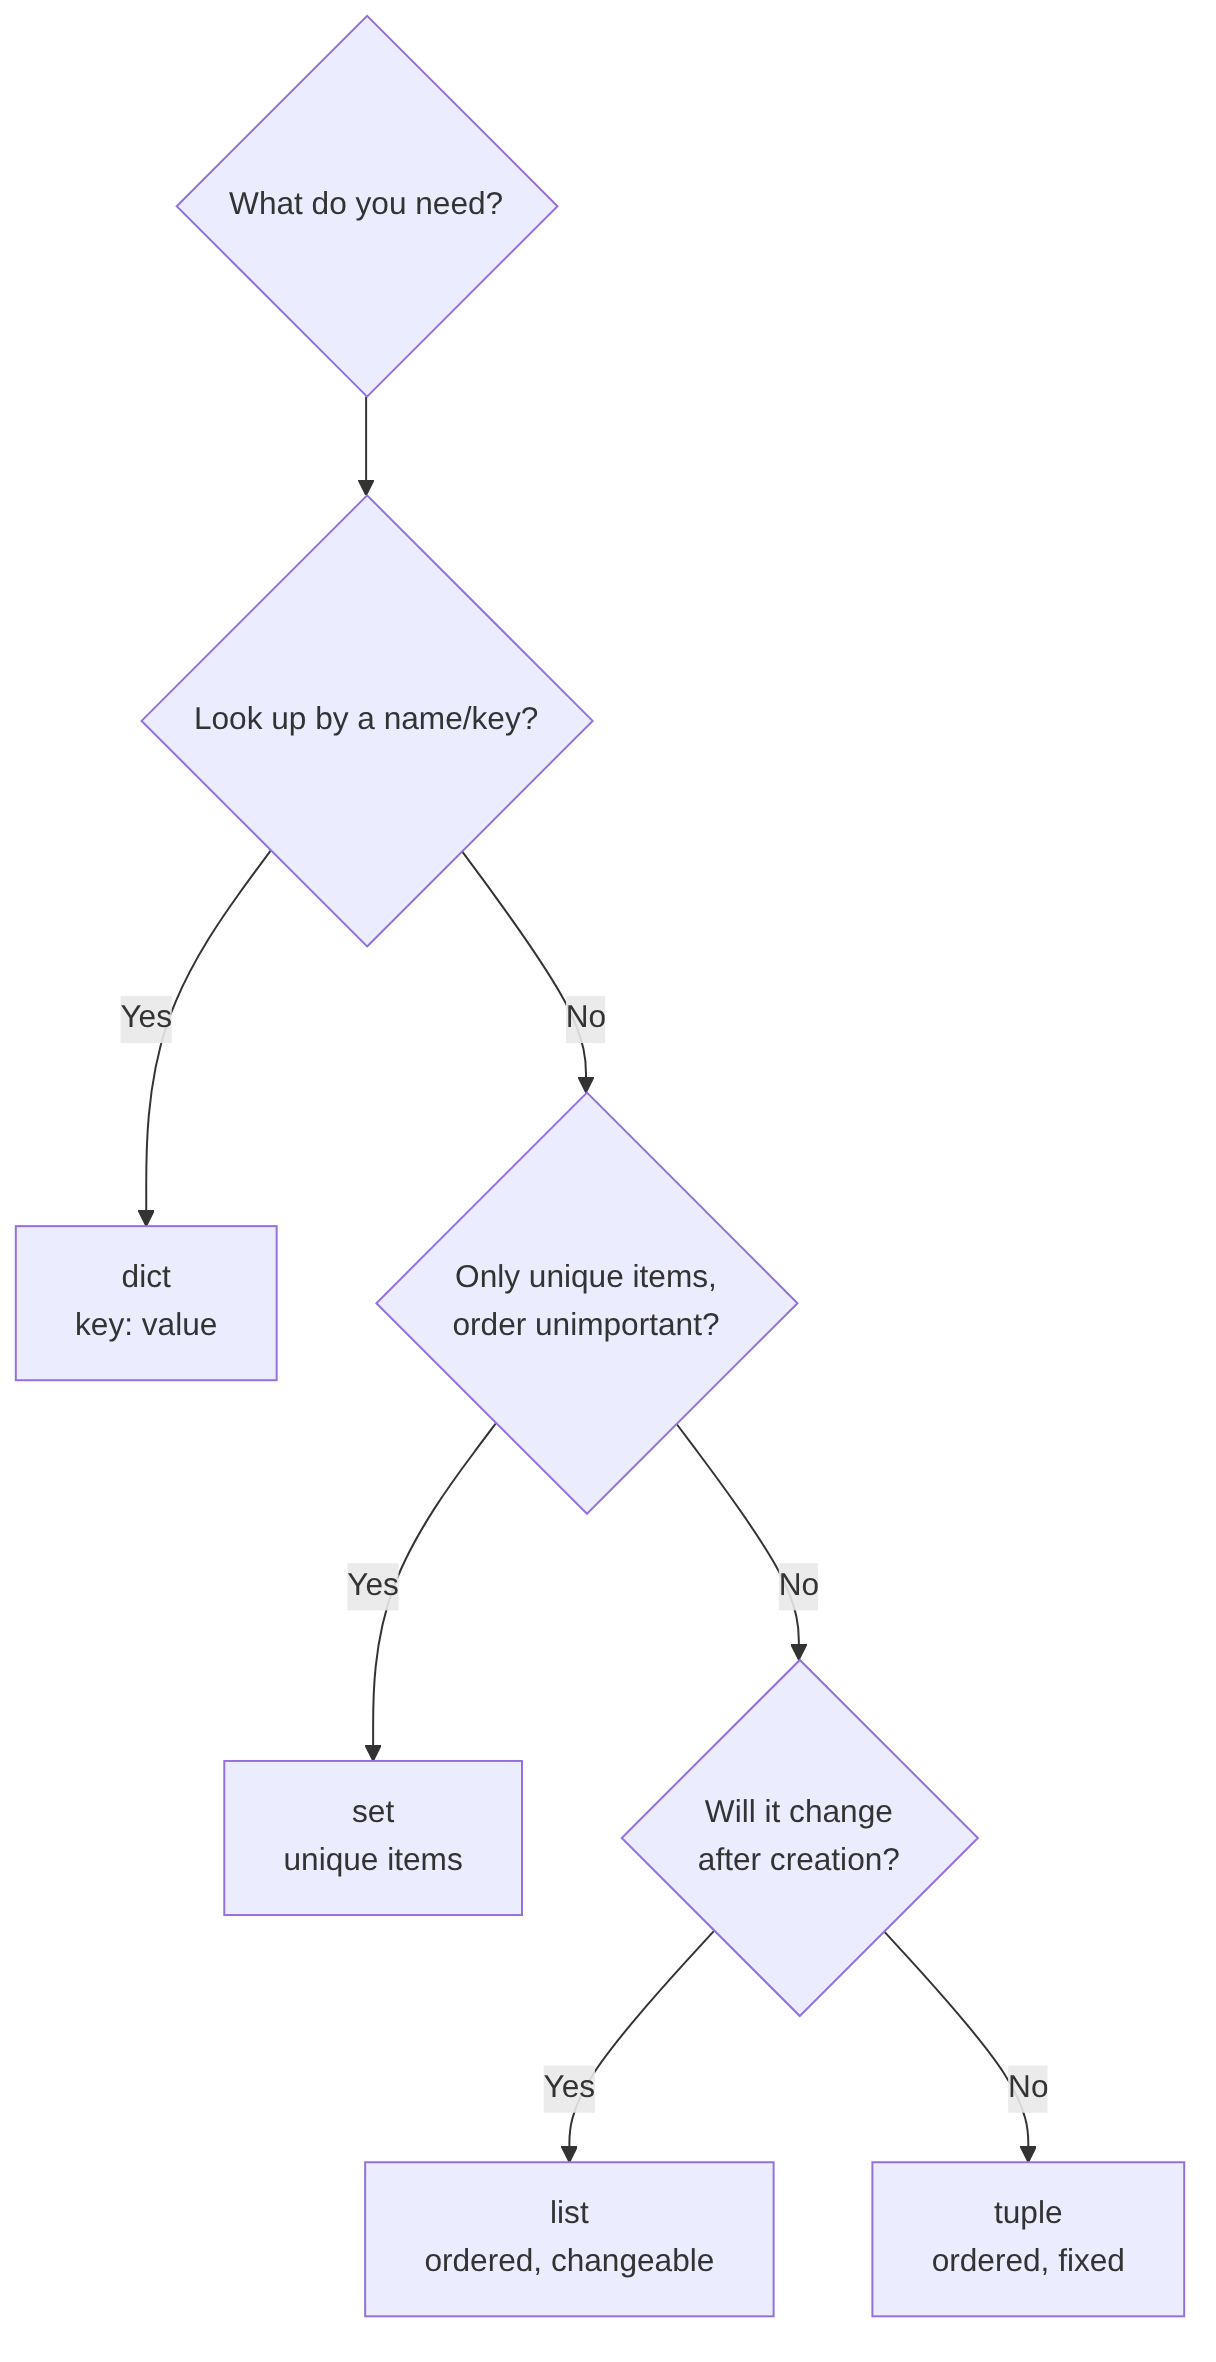 What do you need?
Look up by a name/key?
Yes
No
dict
key: value
Only unique items,
order unimportant?
Yes
No
set
unique items
Will it change
after creation?
Yes
No
list
ordered, changeable
tuple
ordered, fixed